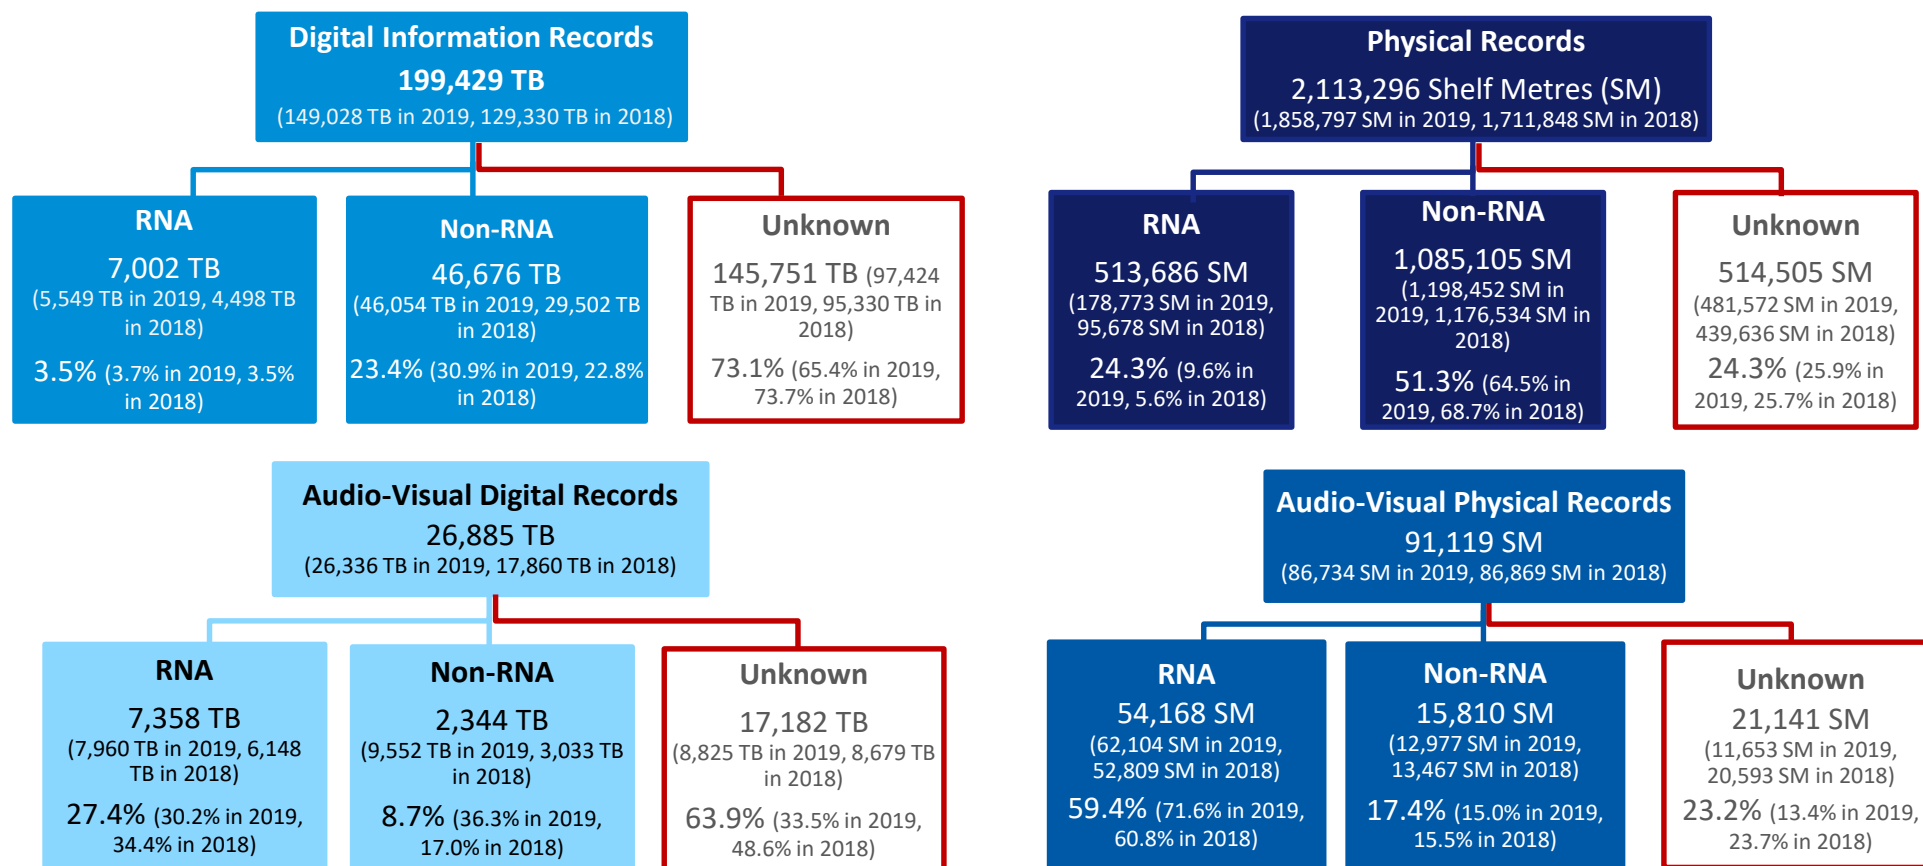 Digital Information Records
199,429 TB
(149,028 TB in 2019, 129,330 TB in 2018)
RNA
7,002 TB
(5,549 TB in 2019, 4,498 TB
in 2018)
3.5% (3.7% in 2019, 3.5%
in 2018)
Non-RNA
46,676 TB
(46,054 TB in 2019, 29,502 TB
in 2018)
23.4% (30.9% in 2019, 22.8%
in 2018)
Unknown
145,751 TB (97,424
TB in 2019, 95,330 TB in
2018)
73.1% (65.4% in 2019,
73.7% in 2018)
Physical Records
2,113,296 Shelf Metres (SM)
(1,858,797 SM in 2019, 1,711,848 SM in 2018)
RNA
513,686 SM
(178,773 SM in 2019,
95,678 SM in 2018)
24.3% (9.6% in
2019, 5.6% in 2018)
Non-RNA
1,085,105 SM
(1,198,452 SM in
2019, 1,176,534 SM in
2018)
51.3% (64.5% in
2019, 68.7% in 2018)
Unknown
514,505 SM
(481,572 SM in 2019,
439,636 SM in 2018)
24.3% (25.9% in
2019, 25.7% in 2018)
Audio-Visual Digital Records
26,885 TB
(26,336 TB in 2019, 17,860 TB in 2018)
RNA
7,358 TB
(7,960 TB in 2019, 6,148
TB in 2018)
27.4% (30.2% in 2019,
34.4% in 2018)
Non-RNA
2,344 TB
(9,552 TB in 2019, 3,033 TB
in 2018)
8.7% (36.3% in 2019,
17.0% in 2018)
Unknown
17,182 TB
(8,825 TB in 2019, 8,679 TB
in 2018)
63.9% (33.5% in 2019,
48.6% in 2018)
Audio-Visual Physical Records
91,119 SM
(86,734 SM in 2019, 86,869 SM in 2018)
RNA
54,168 SM
(62,104 SM in 2019,
52,809 SM in 2018)
59.4% (71.6% in 2019,
60.8% in 2018)
Non-RNA
15,810 SM
(12,977 SM in 2019,
13,467 SM in 2018)
17.4% (15.0% in 2019,
15.5% in 2018)
Unknown
21,141 SM
(11,653 SM in 2019,
20,593 SM in 2018)
23.2% (13.4% in 2019,
23.7% in 2018)